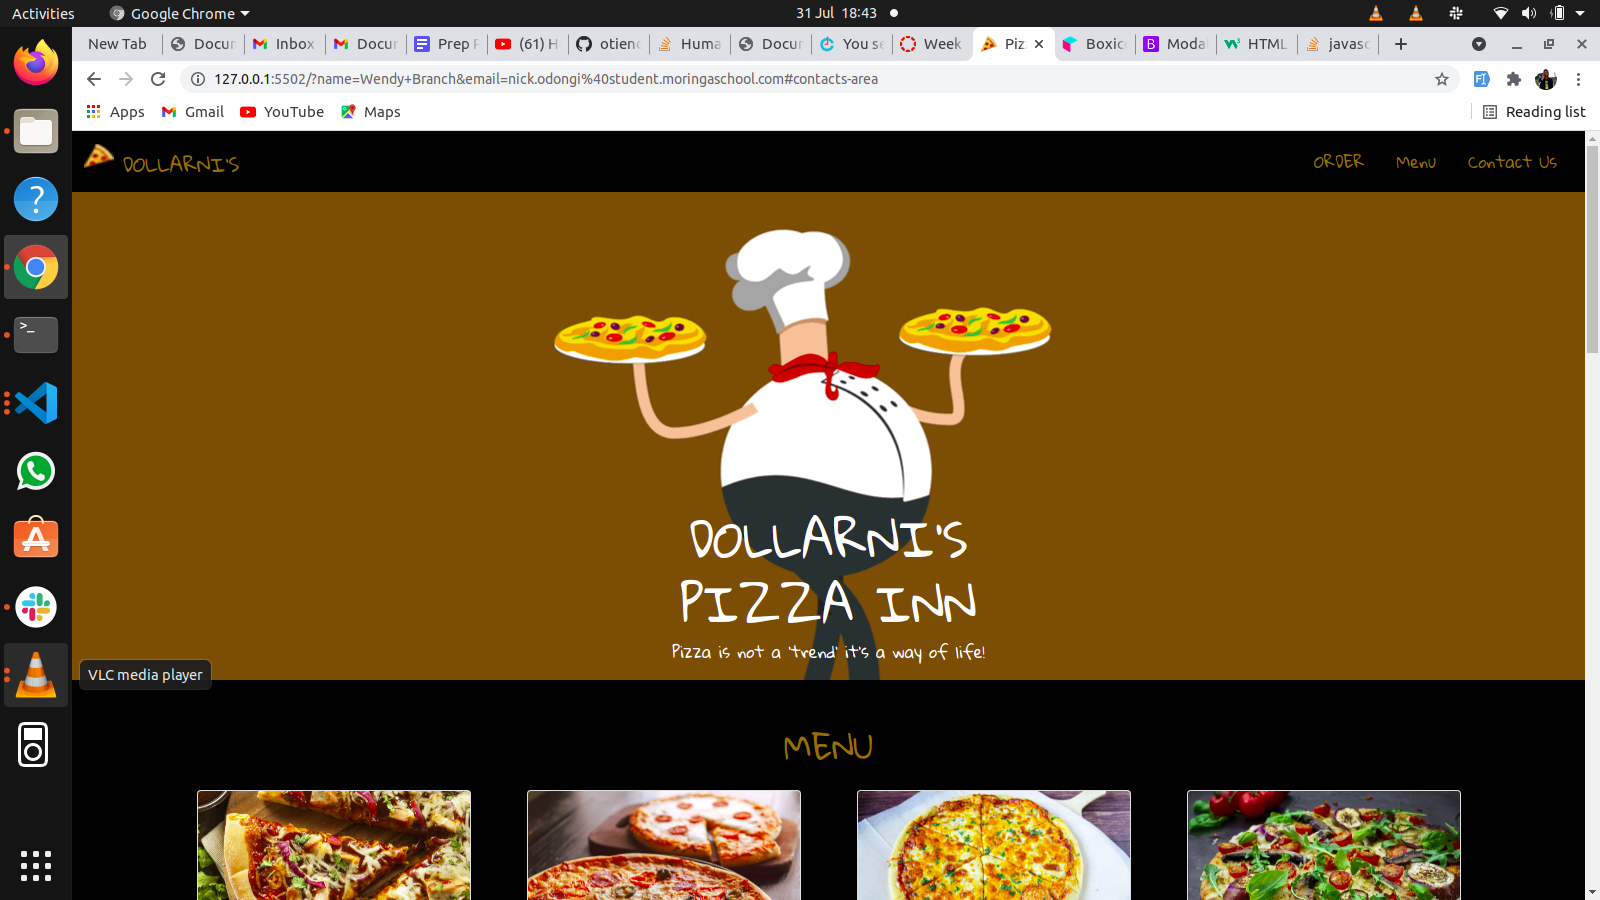 Activities
Google Chrome
31 Jul 18:43
New Tab
Docur
Inbox
Docur
Prep P
(61) H
otienc
Huma
Docur
You se
Week
Piz
Boxic
Moda
HTML
javasc
127.0.0.1:5502/?name=Wendy+Branch&email=nick.odongi%40student.moringaschool.com#contacts-area
Apps
Gmail
YouTube
Maps
Reading list
DOLLARNI'S
ORDER
Menu
Contact Us
DOLLARNI'S
PIZZA INN
Pizza is not a 'trend' it's a way of life!
VLC media player
MENU